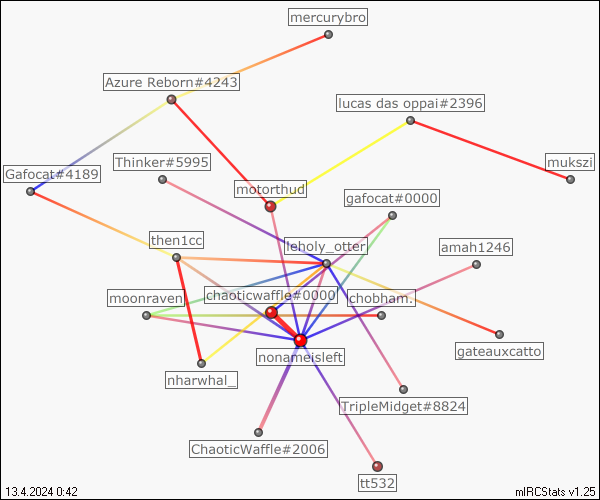 mercurybro
Azure Reborn#4243
lucas das oppai#2396
Thinker#5995
mukszi
Gafocat#4189
motorthud
gafocat#0000
then1cc
leholy_otter
amah1246
moonraven
chaoticwaffle#0000
chobham.
nonameisleft
gateauxcatto
nharwhal_
TripleMidget#8824
ChaoticWaffle#2006
tt532
13.4.2024 0:42
mIRCStats v1.25